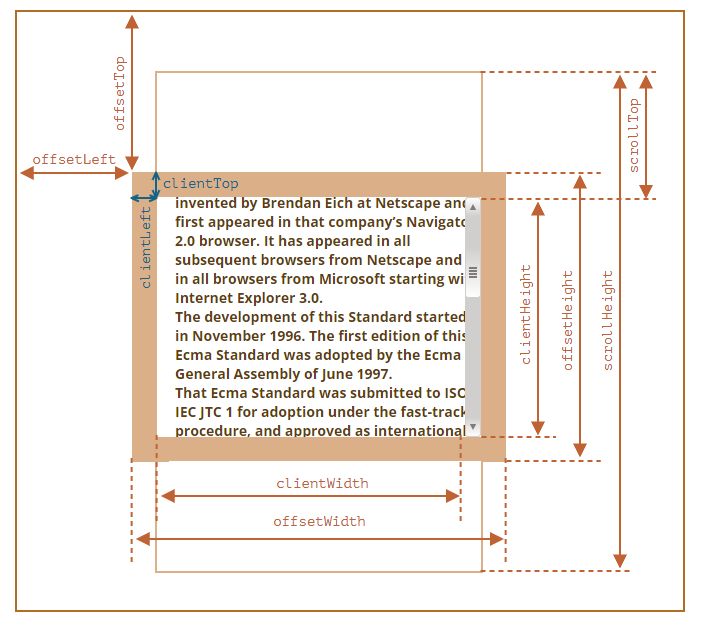 offsetTop
scrollTop
offsetLeft
clientTop
clientLeft
invented by Brendan Eich at Netscape and
first appeared in that company’s Navigato
2.0 browser. It has appeared in all
subsequent browsers from Netscape and
in all browsers from Microsoft starting wi
Internet Explorer 3.0.
The development of this Standard started
in November 1996. The first edition of this
Ecma Standard was adopted by the Ecma
General Assembly of June 1997.
That Ecma Standard was submitted to ISO
IEC JTC 1 for adoption under the fast-track
procedure, and approved as international
clientHeight
offsetHeight
scrollHeight
clientWidth
offsetWidth